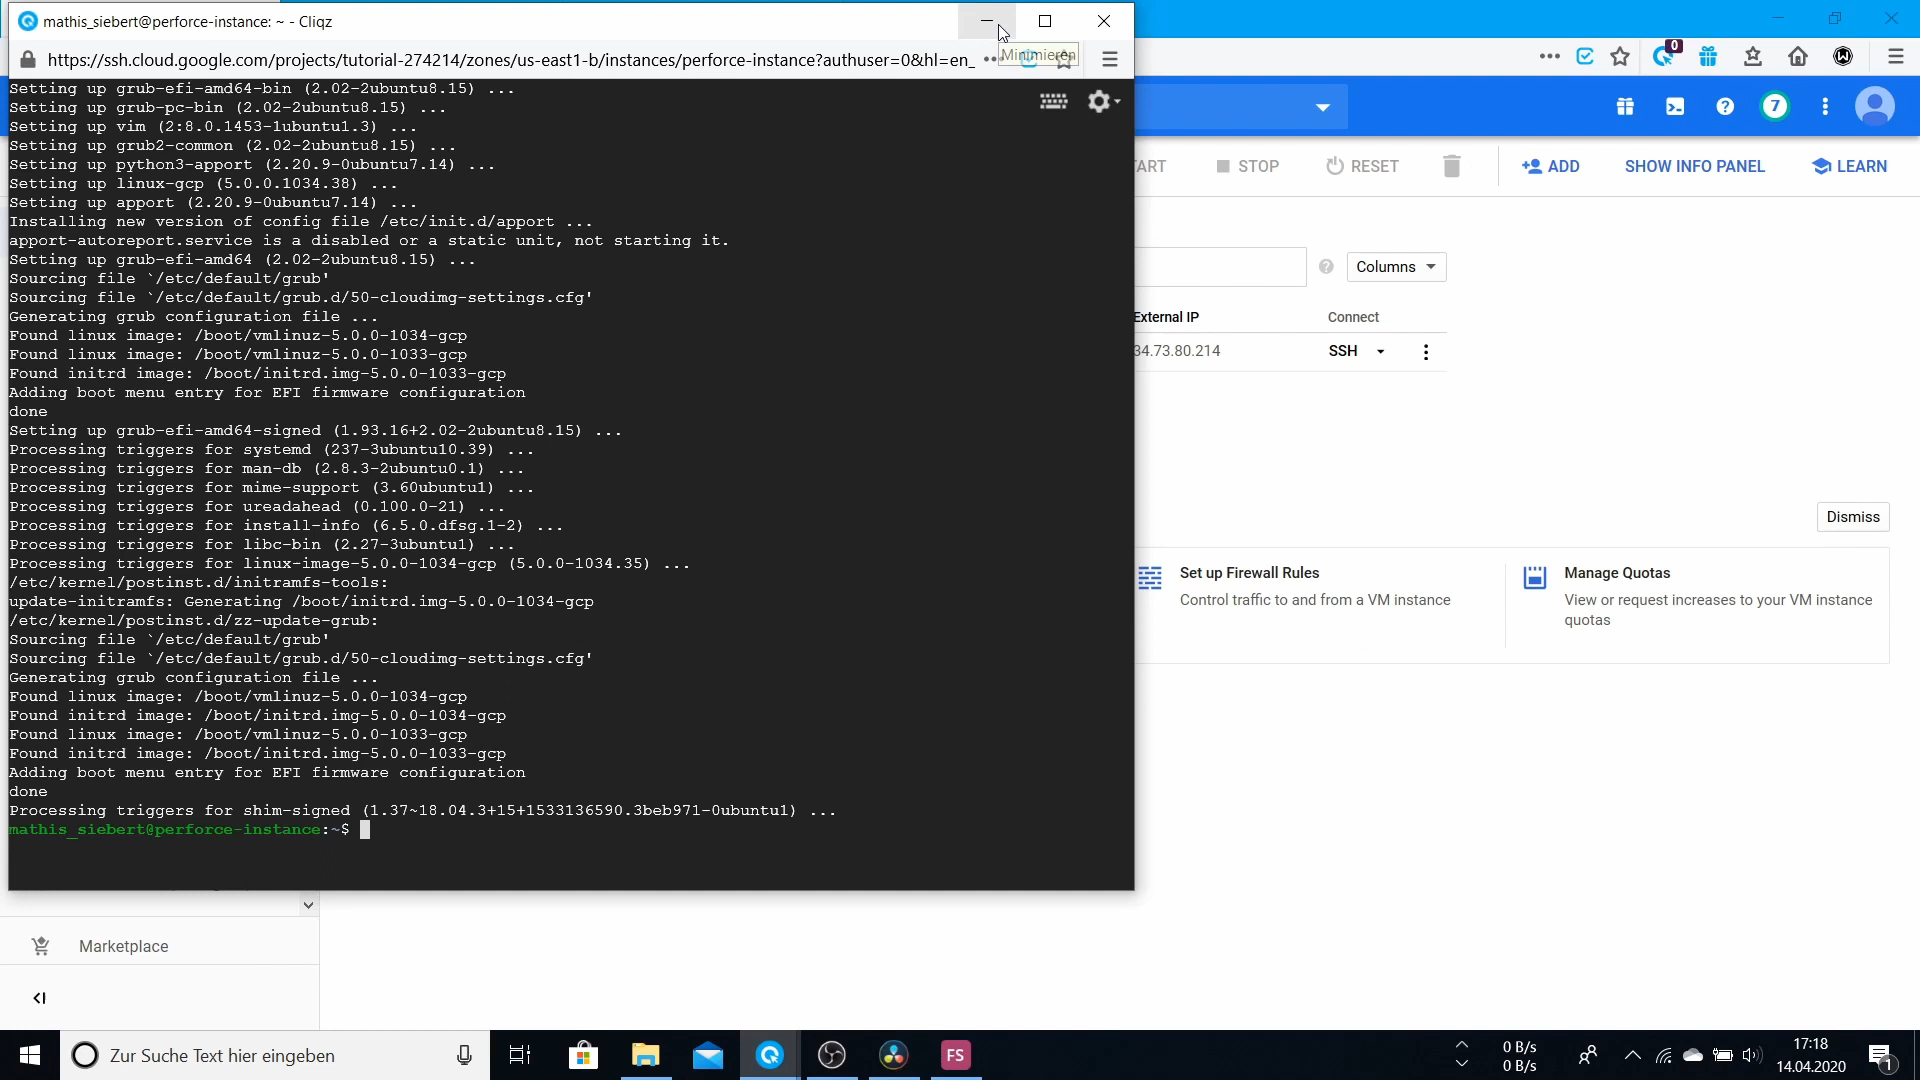 mathis_siebert@perforce-instance: ~ - Cliqz
https://ssh.cloud.google.com/projects/tutorial-274214/zones/us-east1-b/instances/perforce-instance?authuser=0&hl=en_
Minimieren
Setting up grub-efi-amd64-bin (2.02-2ubuntu8.15) ...
Setting up grub-pc-bin (2.02-2ubuntu8.15) ...
Setting up vim (2:8.0.1453-1ubuntu1.3) ...
Setting up grub2-common (2.02-2ubuntu8.15) ...
Setting up python3-apport (2.20.9-0ubuntu7.14) ...
Setting up linux-gcp (5.0.0.1034.38) ...
Setting up apport (2.20.9-0ubuntu7.14) ...
Installing new version of config file /etc/init.d/apport ...
apport-autoreport.service is a disabled or a static unit, not starting it.
Setting up grub-efi-amd64 (2.02-2ubuntu8.15) ...
Sourcing file `/etc/default/grub'
Sourcing file `/etc/default/grub.d/50-cloudimg-settings.cfg'
Generating grub configuration file ...
Found linux image: /boot/vmlinuz-5.0.0-1034-gcp
Found linux image: /boot/vmlinuz-5.0.0-1033-gcp
Found initrd image: /boot/initrd.img-5.0.0-1033-gcp
Adding boot menu entry for EFI firmware configuration
done
Setting up grub-efi-amd64-signed (1.93.16+2.02-2ubuntu8.15) ...
Processing triggers for systemd (237-3ubuntu10.39) ...
Processing triggers for man-db (2.8.3-2ubuntu0.1) ...
Processing triggers for mime-support (3.60ubuntu1) ...
Processing triggers for ureadahead (0.100.0-21) ...
Processing triggers for install-info (6.5.0.dfsg.1-2) ...
Processing triggers for libc-bin (2.27-3ubuntu1) ...
Processing triggers for linux-image-5.0.0-1034-gcp (5.0.0-1034.35) ...
/etc/kernel/postinst.d/initramfs-tools:
update-initramfs: Generating /boot/initrd.img-5.0.0-1034-gcp
/etc/kernel/postinst.d/zz-update-grub:
Sourcing file `/etc/default/grub'
Sourcing file `/etc/default/grub.d/50-cloudimg-settings.cfg'
Generating grub configuration file ...
Found linux image: /boot/vmlinuz-5.0.0-1034-gcp
Found initrd image: /boot/initrd.img-5.0.0-1034-gcp
Found linux image: /boot/vmlinuz-5.0.0-1033-gcp
Found initrd image: /boot/initrd.img-5.0.0-1033-gcp
Adding boot menu entry for EFI firmware configuration
done
Processing triggers for shim-signed (1.37~18.04.3+15+1533136590.3beb971-0ubuntu1) ...
mathis_siebert@perforce-instance:~$
0
7
TART STOP RESET ADD SHOW INFO PANEL LEARN
Columns
External IP Connect
34.73.80.214 SSH
Dismiss
Set up Firewall Rules
Control traffic to and from a VM instance
Manage Quotas
View or request increases to your VM instance
quotas
Marketplace
Zur Suche Text hier eingeben
FS
0 B/s
0 B/s
17:18
14.04.2020
1